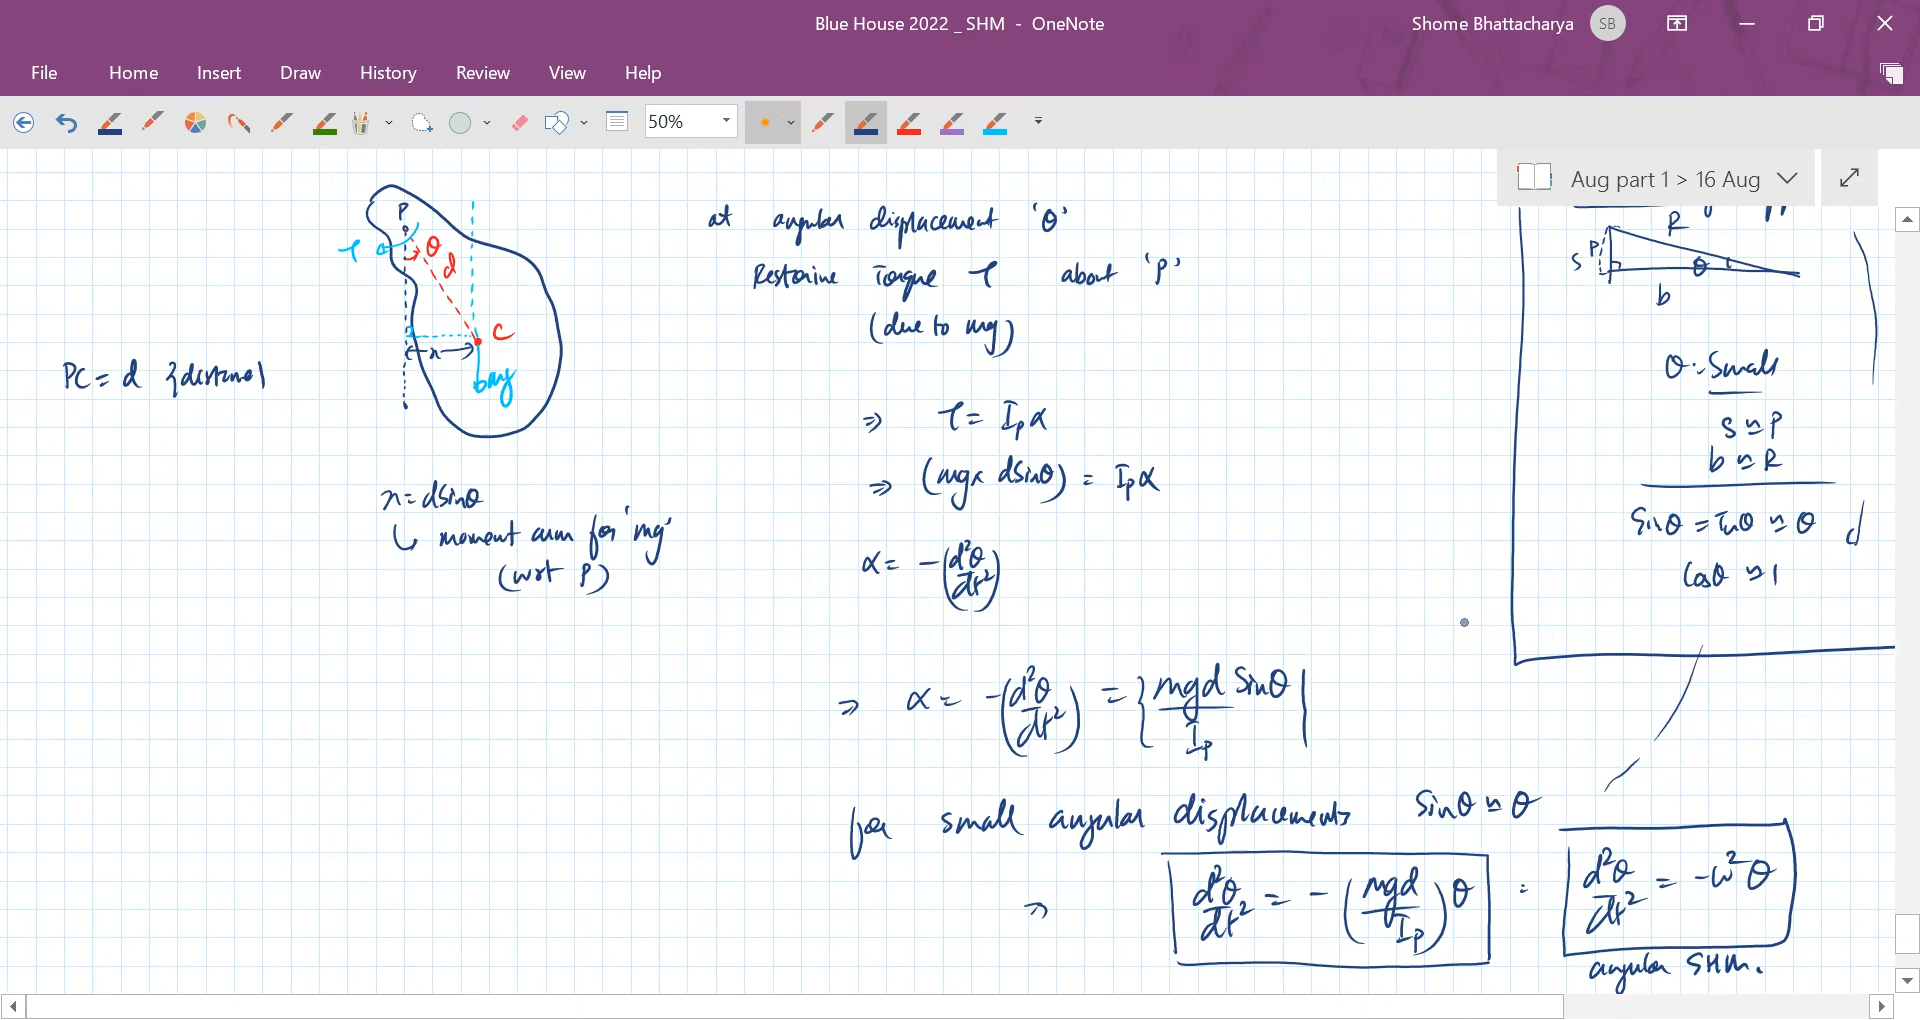 Blue House 2022 _ SHM - OneNote
Shome Bhattacharya
SB
File Home Insert Draw History Review View Help
50%
Aug part 1 > 16 Aug
P
τ
θ
d
C
x
mg
PC = d {distance}
x = dsinθ
moment arm for 'mg'
(wrt P)
at angular displacement 'θ'
Restorine Torque τ about 'P'
(due to mg)
⇒ τ = I_p α
⇒ (mg × dsinθ) = I_p α
α = -(d²θ/dt²)
⇒ α = -(d²θ/dt²) = {mgd sinθ / I_p}
for small angular displacements sinθ ≃ θ
⇒ d²θ/dt² = -(mgd/I_p)θ : d²θ/dt² = -ω²θ
angular SHM.
R
S P
θ
b
θ : Small
S ≃ P
b ≃ R
Sinθ = Tanθ ≃ θ
Cosθ ≃ 1